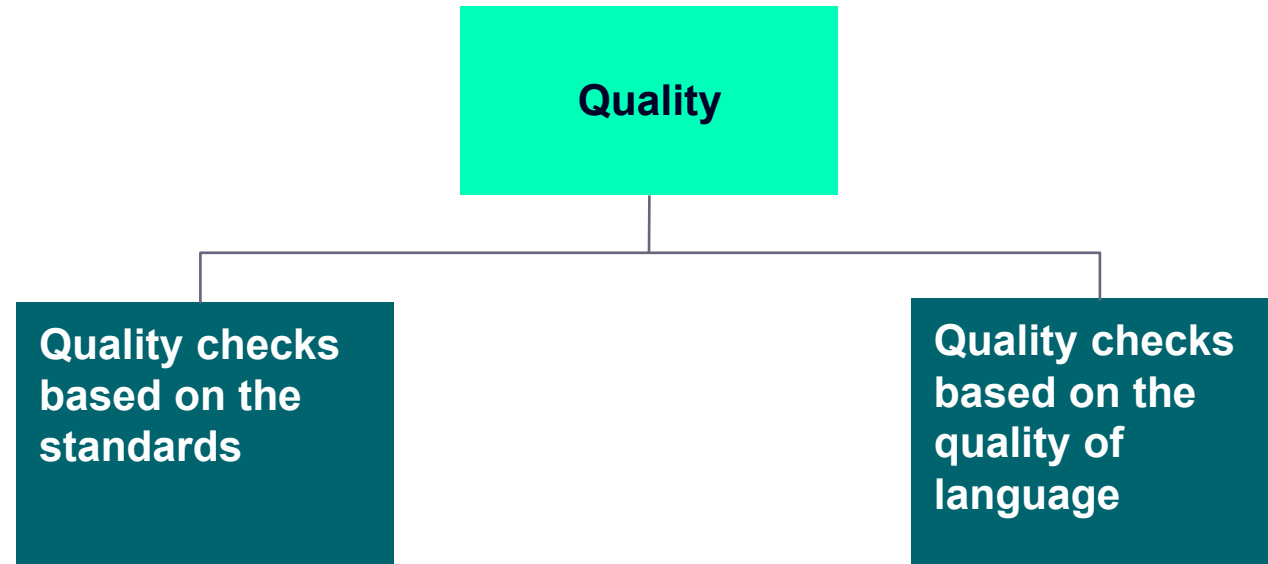 Quality
Quality checks
based on the
standards
Quality checks
based on the
quality of
language